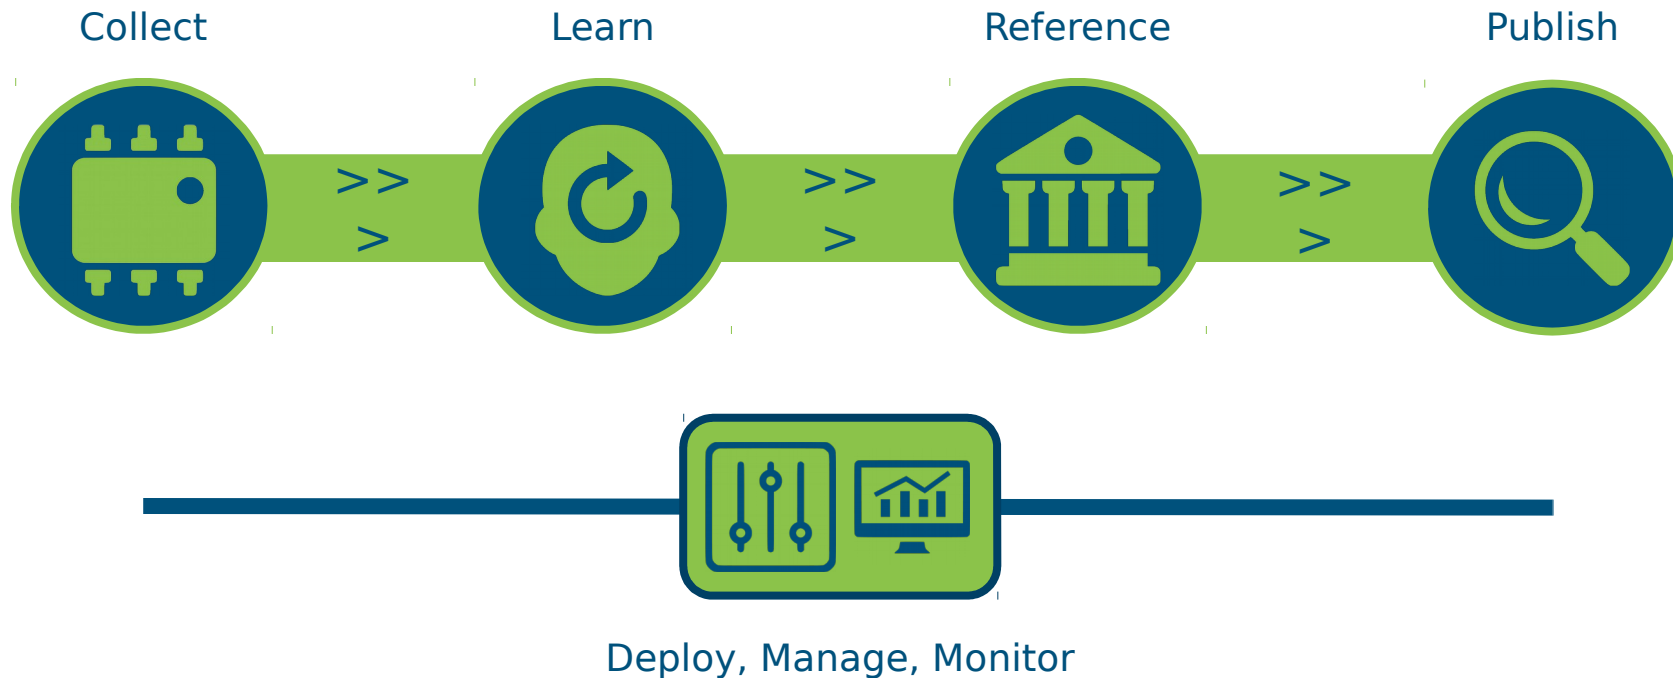 Collect
Learn
Reference
Publish
>>
>
>>
>
>>
>
Deploy, Manage, Monitor